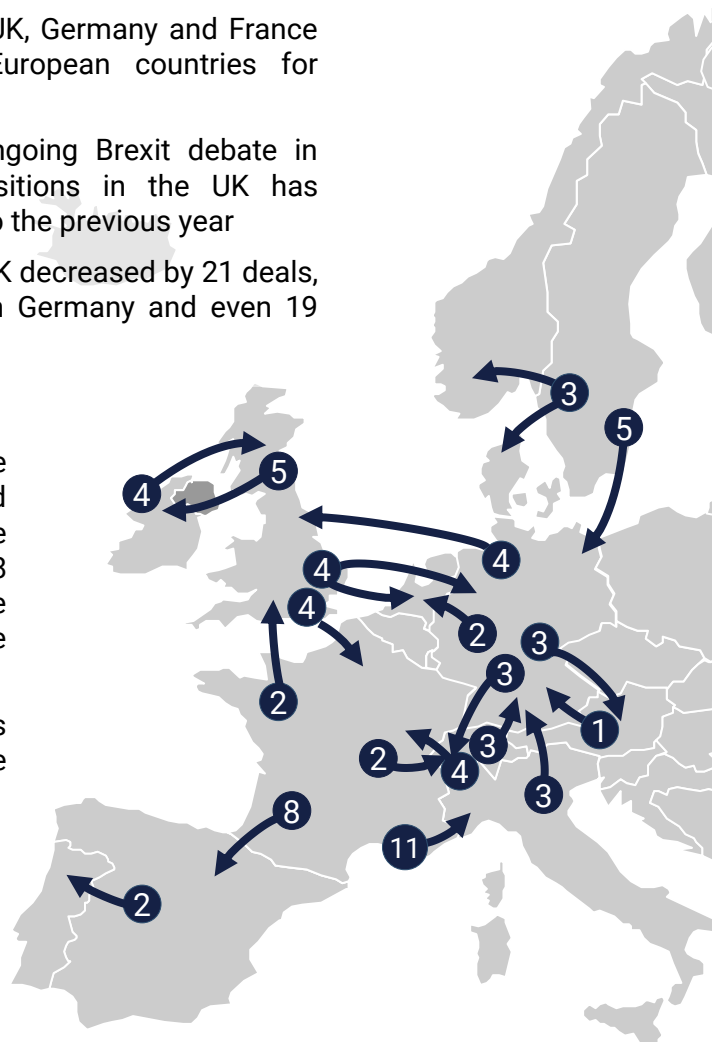 UK, Germany and France
European countries for
ngoing Brexit debate in
sitions in the UK has
o the previous year
K decreased by 21 deals,
n Germany and even 19
e
d
e
3
e
e
s
e
3
5
5
4
4
4
4
2
3
3
2
1
3
2
4
3
8
11
2